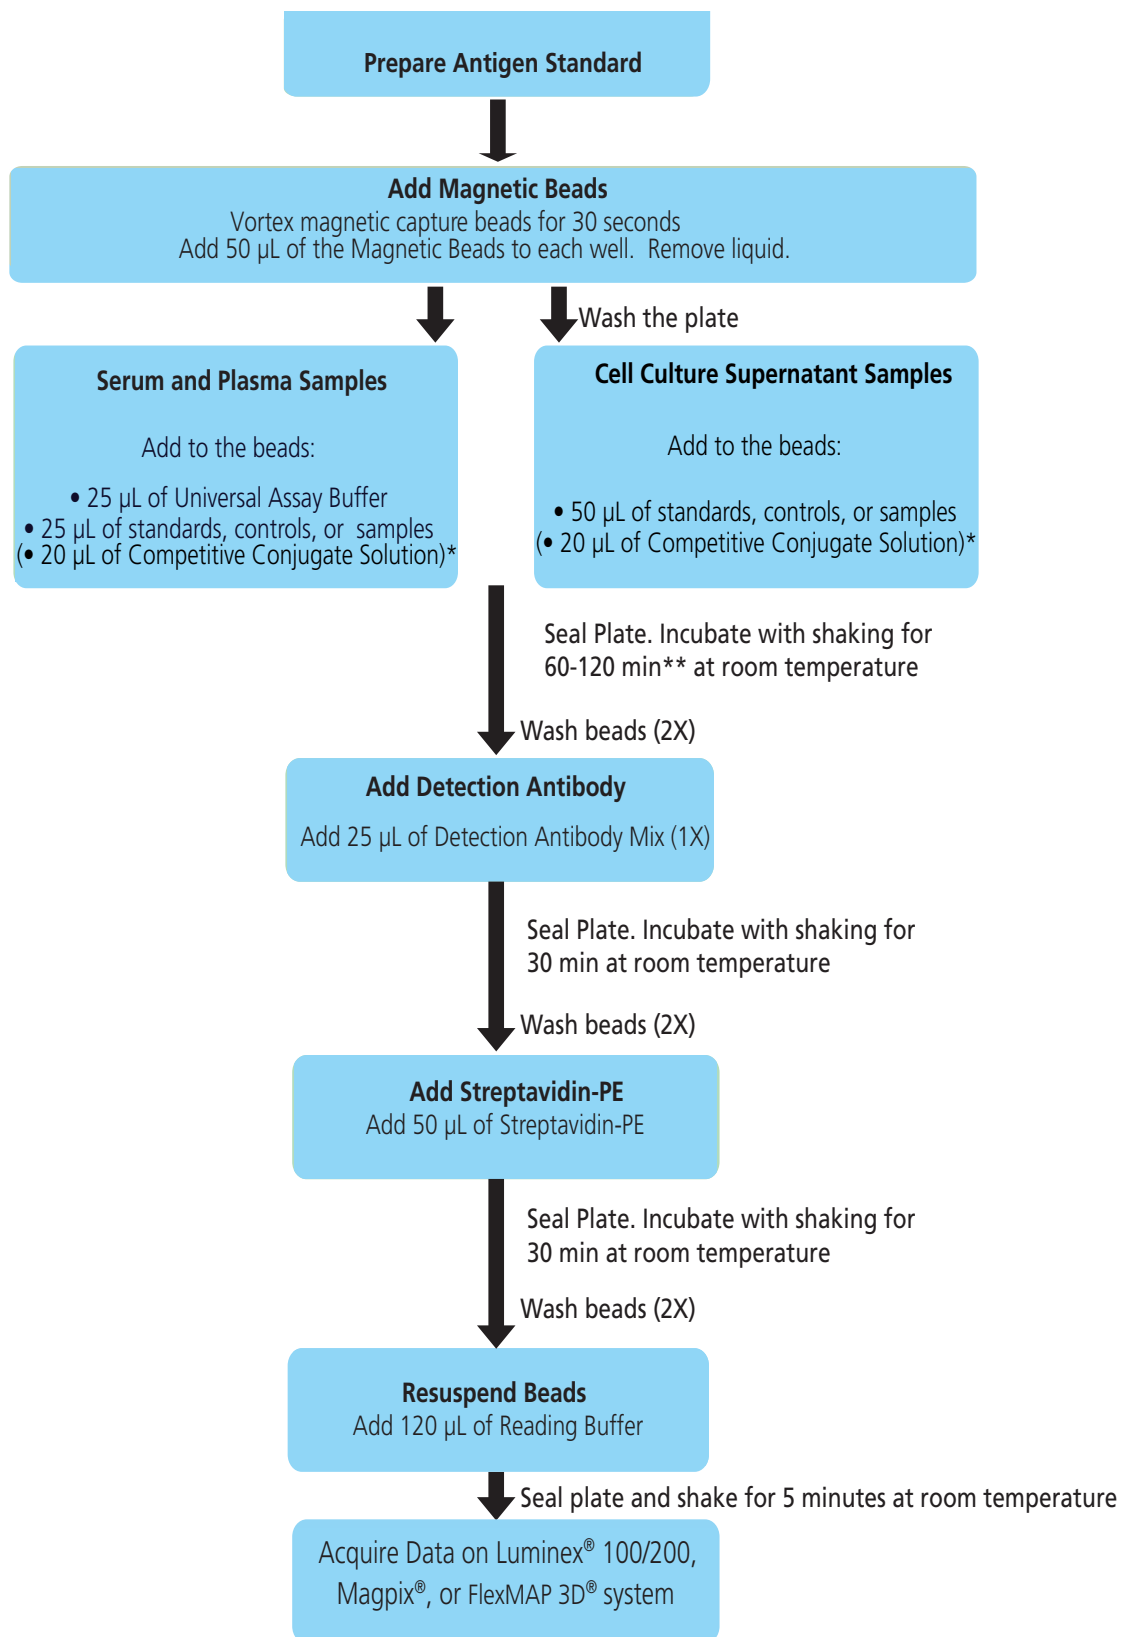 Prepare Antigen Standard
Add Magnetic Beads
Vortex magnetic capture beads for 30 seconds
Add 50 µL of the Magnetic Beads to each well.  Remove liquid.
Wash the plate
Serum and Plasma Samples
Add to the beads:
• 25 µL of Universal Assay Buffer
• 25 µL of standards, controls, or  samples
(• 20 µL of Competitive Conjugate Solution)*
Cell Culture Supernatant Samples
Add to the beads:
• 50 µL of standards, controls, or samples
(• 20 µL of Competitive Conjugate Solution)*
Seal Plate. Incubate with shaking for
60-120 min** at room temperature
Wash beads (2X)
Add Detection Antibody
Add 25 µL of Detection Antibody Mix (1X)
Seal Plate. Incubate with shaking for
30 min at room temperature
Wash beads (2X)
Add Streptavidin-PE
Add 50 µL of Streptavidin-PE
Seal Plate. Incubate with shaking for
30 min at room temperature
Wash beads (2X)
Resuspend Beads
Add 120 µL of Reading Buffer
Seal plate and shake for 5 minutes at room temperature
Acquire Data on Luminex® 100/200,
Magpix®, or FlexMAP 3D® system